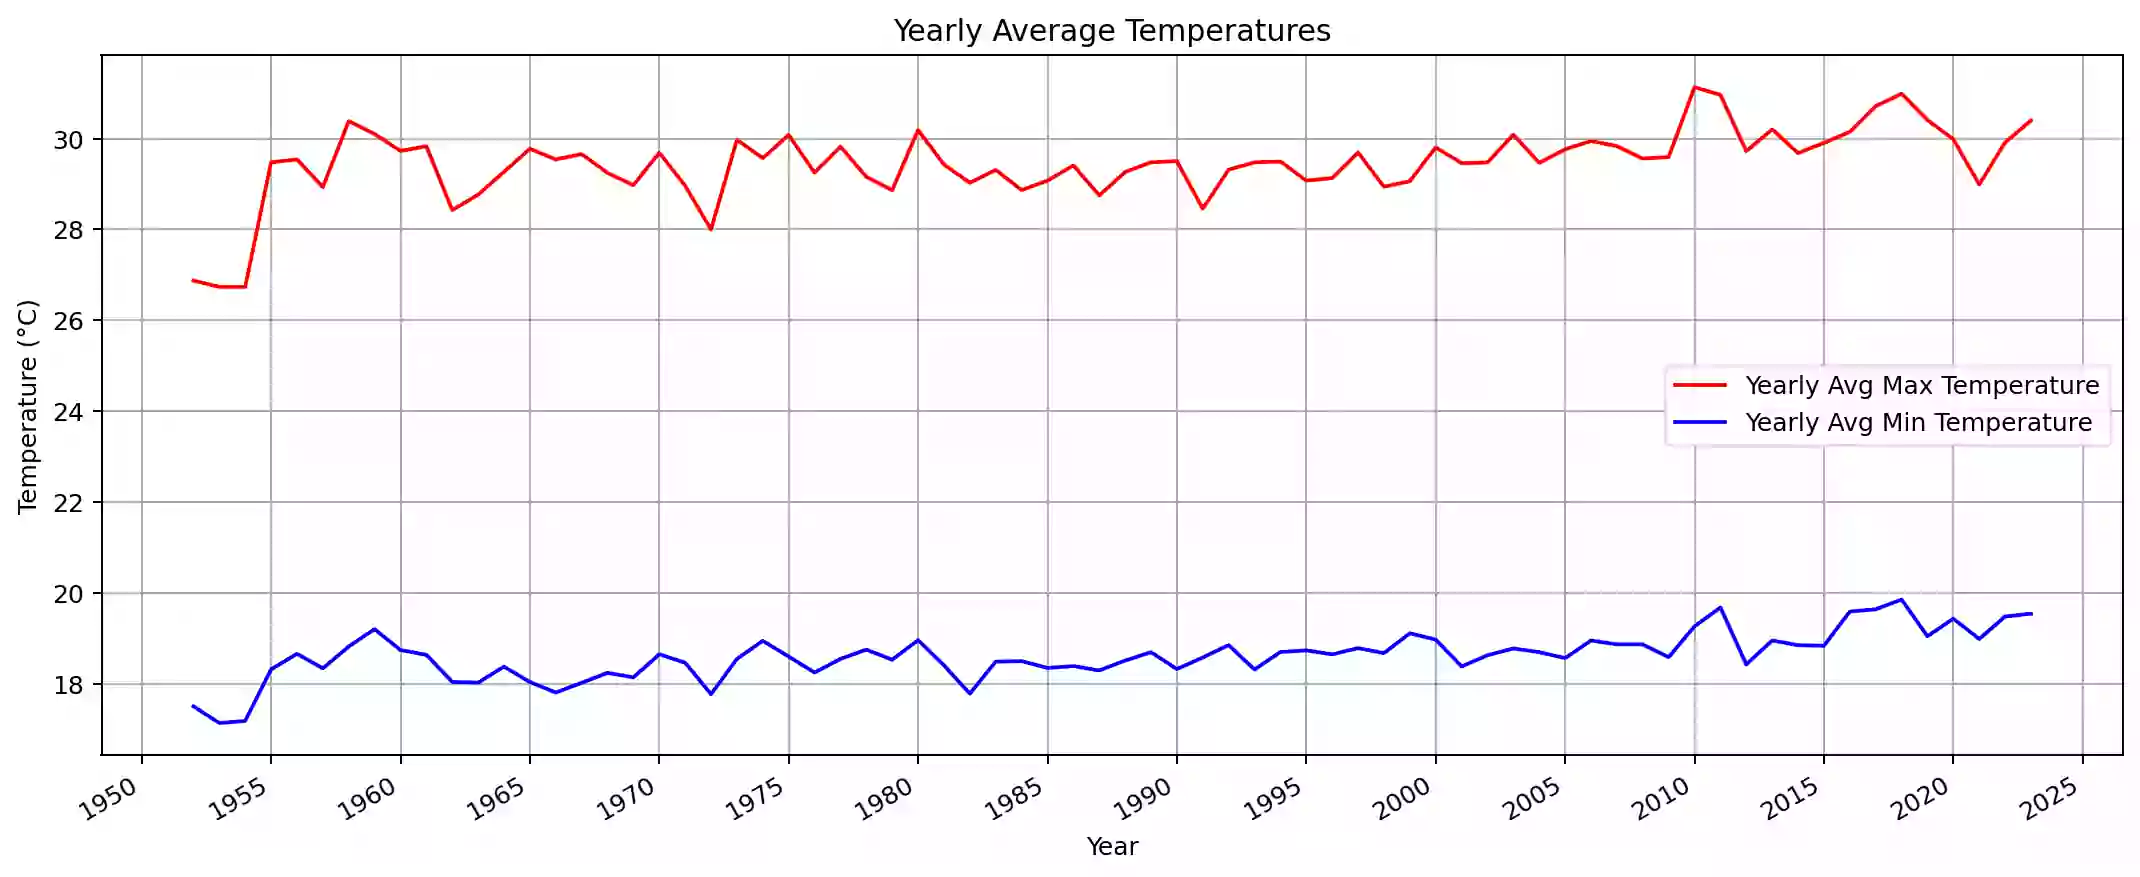 Yearly Average Temperatures
30
28
26
24
22
20
18
Temperature (°C)
Yearly Avg Max Temperature
Yearly Avg Min Temperature
1950 1955 1960 1965 1970 1975 1980 1985 1990 1995 2000 2005 2010 2015 2020 2025
Year